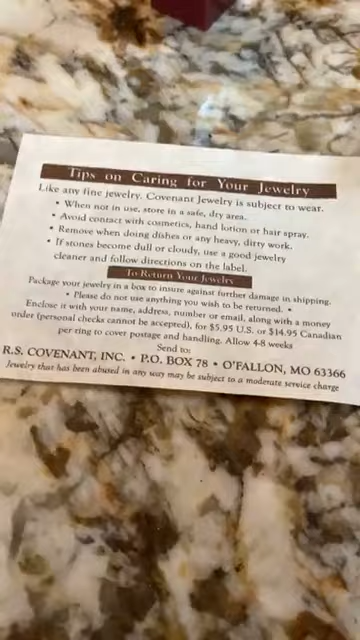 Tips on Caring for Your Jewelry
Like any fine jewelry. Covenant Jewelry is subject to wear.
• When not in use, store in a safe, dry area.
• Avoid contact with cosmetics, hand lotion or hair spray.
• Remove when doing dishes or any heavy, dirty work.
• If stones become dull or cloudy, use a good jewelry
cleaner and follow directions on the label.
To Return Your Jewelry
Package your jewelry in a box to insure against further damage in shipping.
• Please do not use anything you wish to be returned. •
Enclose it with your name, address, number or email, along with a money
order (personal checks cannot be accepted), for $5.95 U.S. or $14.95 Canadian
per ring to cover postage and handling. Allow 4-8 weeks
Send to:
R.S. COVENANT, INC. • P.O. BOX 78 • O'FALLON, MO 63366
Jewelry that has been abused in any way may be subject to a moderate service charge